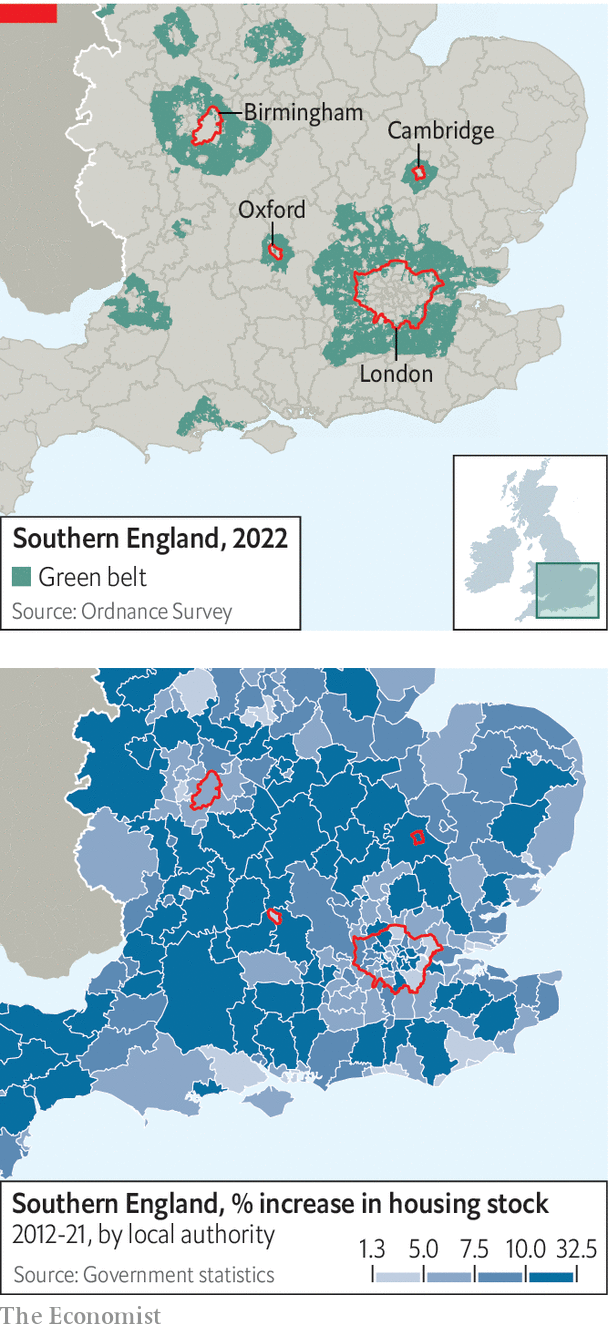 Birmingham
Cambridge
Oxford
London
Southern England, 2022
Green belt
Source: Ordnance Survey
Southern England, % increase in housing stock
2012-21, by local authority
1.3 5.0 7.5 10.0 32.5
Source: Government statistics
The Economist